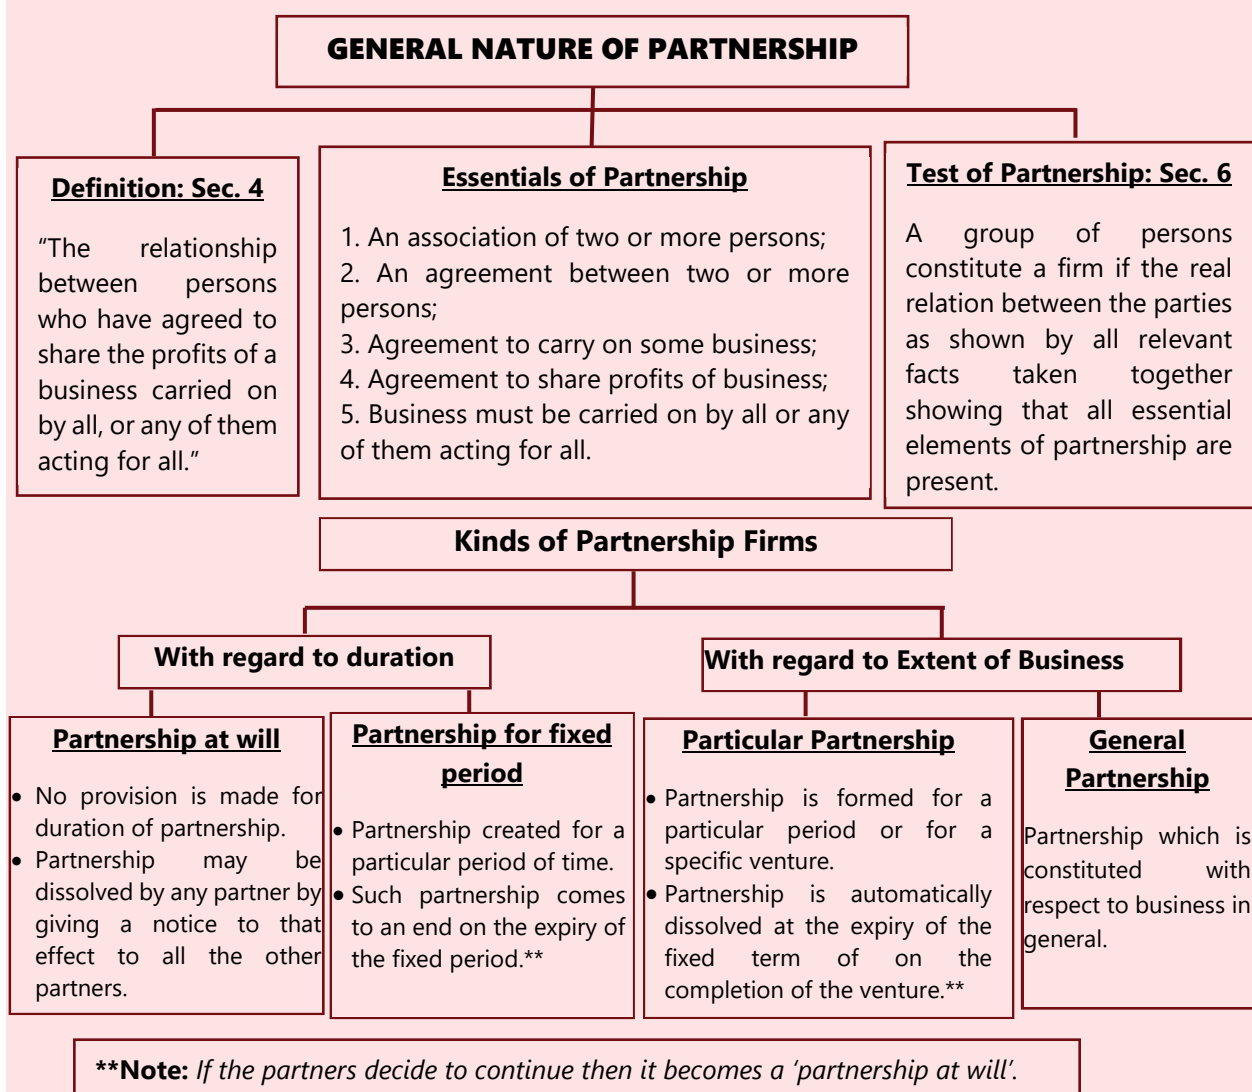 GENERAL NATURE OF PARTNERSHIP
Definition: Sec. 4
"The relationship
between persons
who have agreed to
share the profits of a
business carried on
by all, or any of them
acting for all."
Essentials of Partnership
1. An association of two or more persons;
2. An agreement between two or more
persons;
3. Agreement to carry on some business;
4. Agreement to share profits of business;
5. Business must be carried on by all or any
of them acting for all.
Test of Partnership: Sec. 6
A group of persons
constitute a firm if the real
relation between the parties
as shown by all relevant
facts taken together
showing that all essential
elements of partnership are
present.
Kinds of Partnership Firms
With regard to duration
With regard to Extent of Business
Partnership at will
• No provision is made for
duration of partnership.
• Partnership may be
dissolved by any partner by
giving a notice to that
effect to all the other
partners.
Partnership for fixed
period
• Partnership created for a
particular period of time.
• Such partnership comes
to an end on the expiry of
the fixed period.**
Particular Partnership
• Partnership is formed for a
particular period or for a
specific venture.
• Partnership is automatically
dissolved at the expiry of the
fixed term of on the
completion of the venture.**
General
Partnership
Partnership which is
constituted with
respect to business in
general.
**Note: If the partners decide to continue then it becomes a 'partnership at will'.